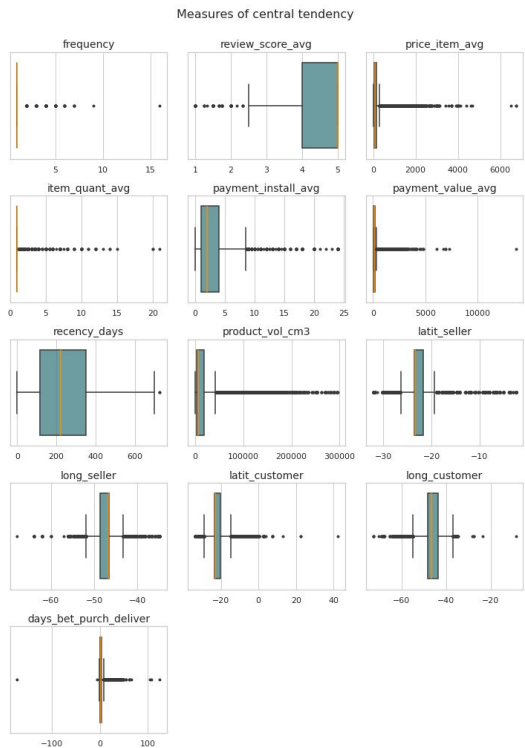 Measures of central tendency
frequency
5 10 15
review_score_avg
1 2 3 4 5
price_item_avg
0 2000 4000 6000
item_quant_avg
0 5 10 15 20
payment_install_avg
0 5 10 15 20 25
payment_value_avg
0 5000 10000
recency_days
0 200 400 600
product_vol_cm3
0 100000 200000 300000
latit_seller
−30 −20 −10
long_seller
−60 −50 −40
latit_customer
−20 0 20 40
long_customer
−60 −40 −20
days_bet_purch_deliver
−100 0 100